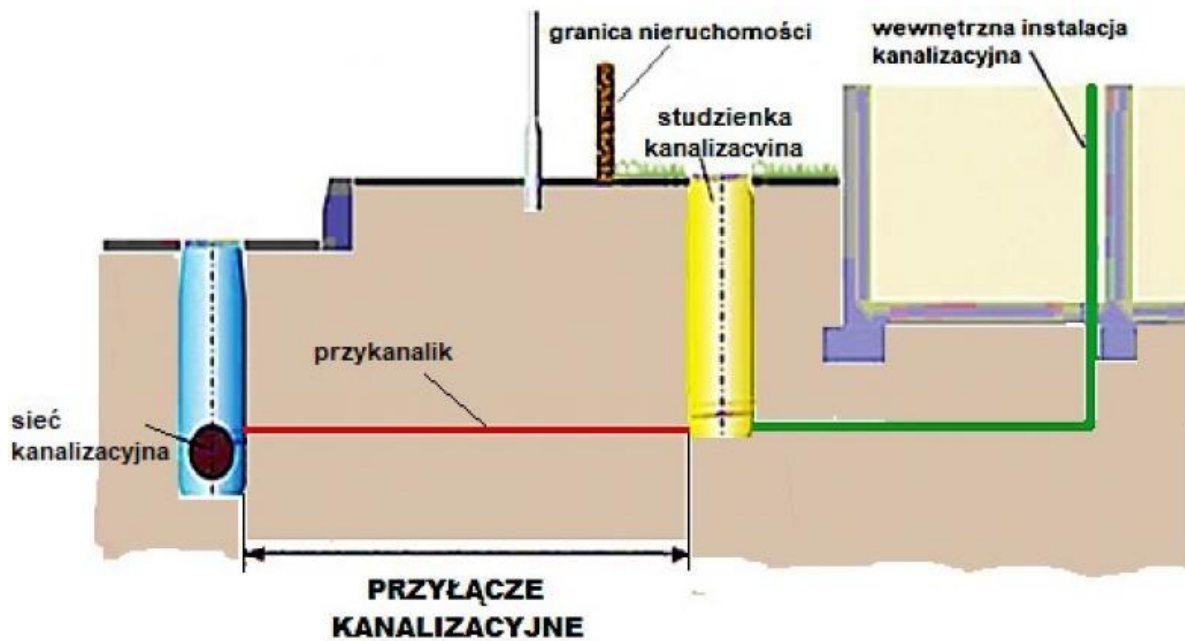 granica nieruchomości
wewnętrzna instalacja
kanalizacyjna
studzienka
kanalizacvina
przykanalik
sieć
kanalizacyjna
PRZYŁĄCZE
KANALIZACYJNE